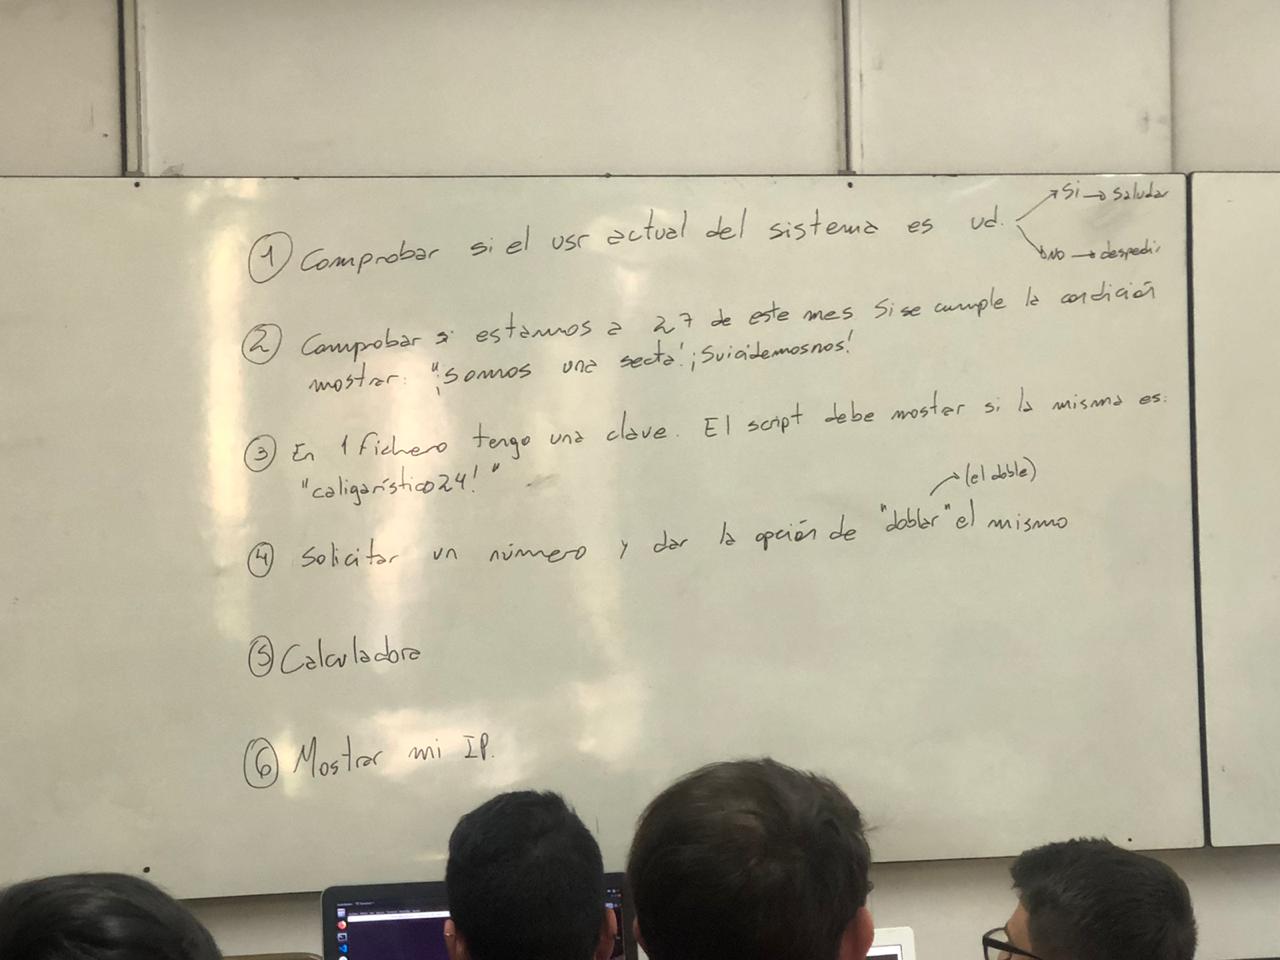 1 Comprobar si el usr actual del sistema es ud.
Si → saludar
NO → despedir
2 Comprobar si estamos a 27 de este mes Si se cumple la condición
mostrar: "¡Somos una secta! ¡Suicidemosnos!
3 En 1 fichero tengo una clave. El script debe mostar si la misma es:
"caligarístico24!"
4 Solicitar un número y dar la opción de "doblar" el mismo
→ (el doble)
5 Calculadora
6 Mostrar mi IP.